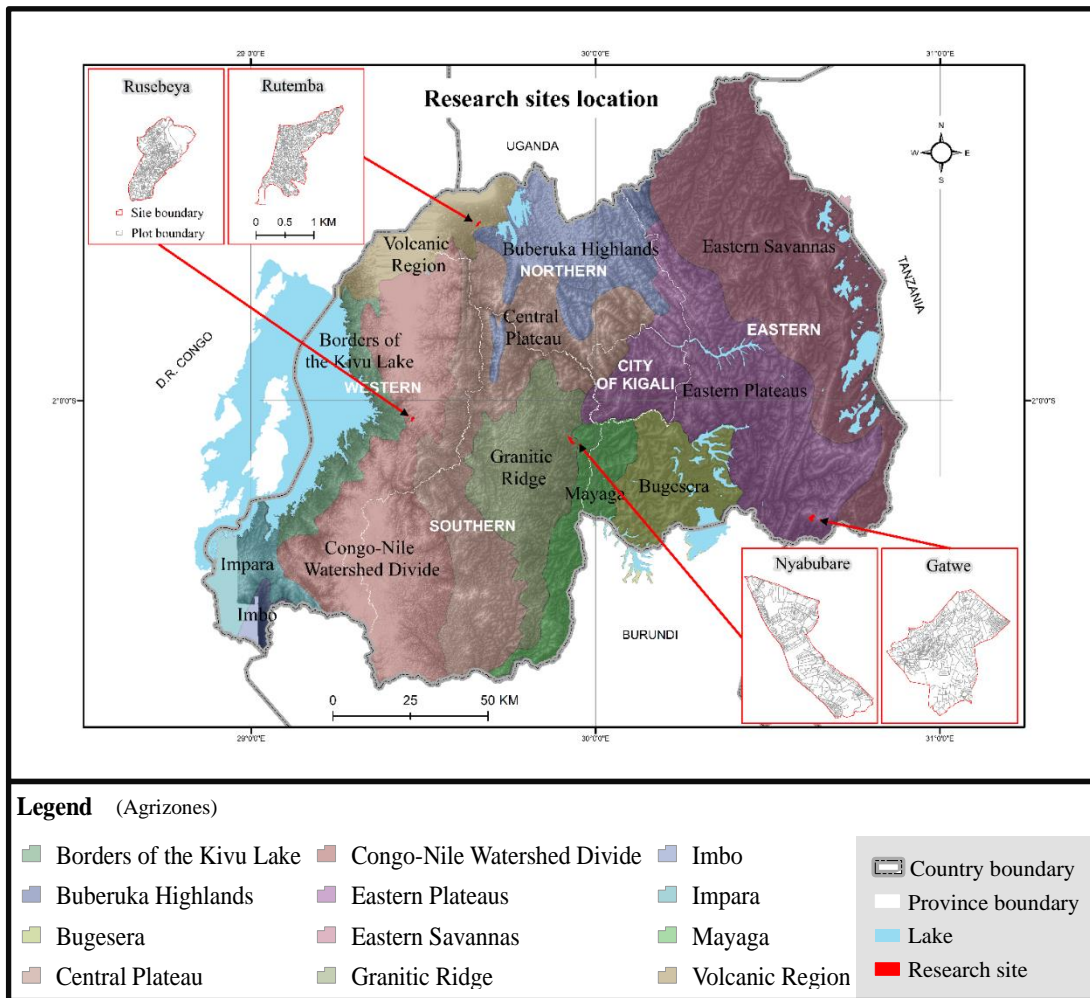 28°0'0"E
30°0'0"E
31°0'0"E
Rusebeya
Rutemba
Site boundary
Plot boundary
0 0.5 1 KM
Research sites location
UGANDA
N
W E
S
Volcanic
Region
Buberuka Highlands
NORTHERN
Eastern Savannas
TANZANIA
D.R. CONGO
Borders of
the Kivu Lake
WESTERN
Central
Plateau
CITY
OF KIGALI
EASTERN
Eastern Plateaus
2°0'0"S
2°0'0"S
Granitic
Ridge
Mayaga
Bugesera
SOUTHERN
Congo-Nile
Watershed Divide
Impara
Imbo
BURUNDI
Nyabubare
Gatwe
0 25 50 KM
29°0'0"E
30°0'0"E
31°0'0"E
Legend (Agrizones)
Borders of the Kivu Lake
Buberuka Highlands
Bugesera
Central Plateau
Congo-Nile Watershed Divide
Eastern Plateaus
Eastern Savannas
Granitic Ridge
Imbo
Impara
Mayaga
Volcanic Region
Country boundary
Province boundary
Lake
Research site